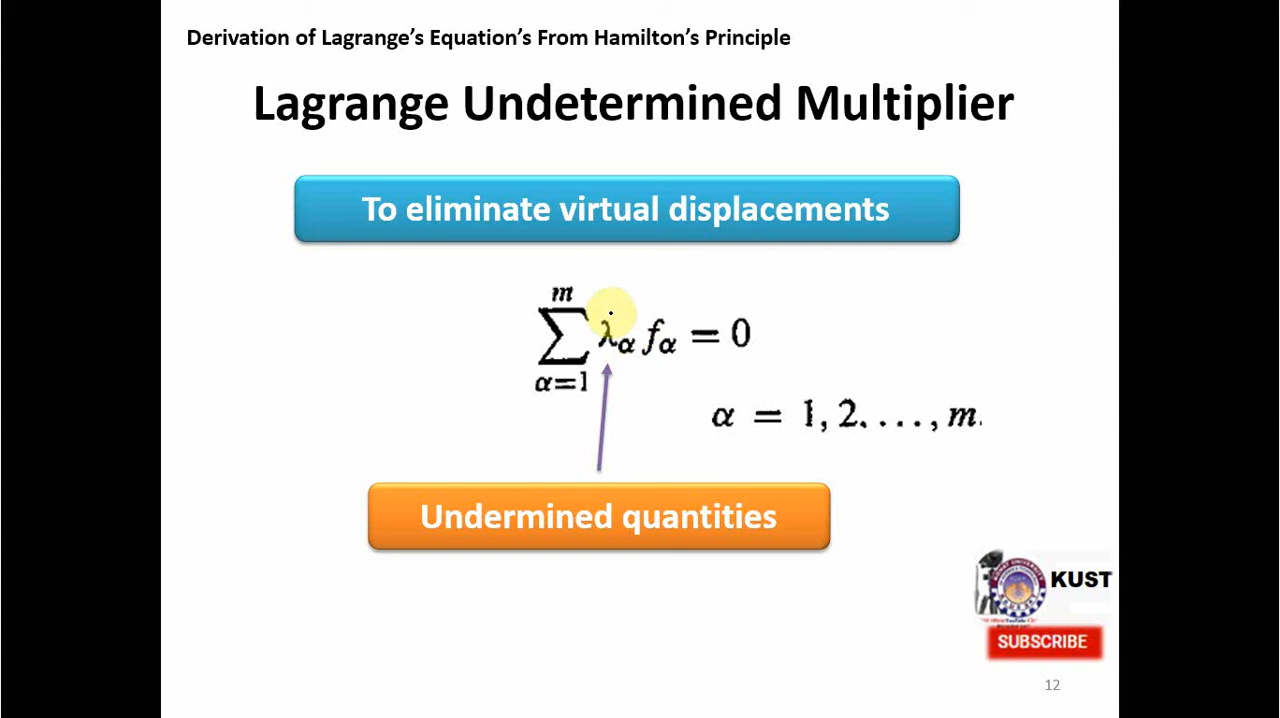 Derivation of Lagrange’s Equation’s From Hamilton’s Principle
Lagrange Undetermined Multiplier
To eliminate virtual displacements
m
∑ λα fα = 0
α=1
α = 1, 2, . . . , m.
Undermined quantities
KUST
SUBSCRIBE
12